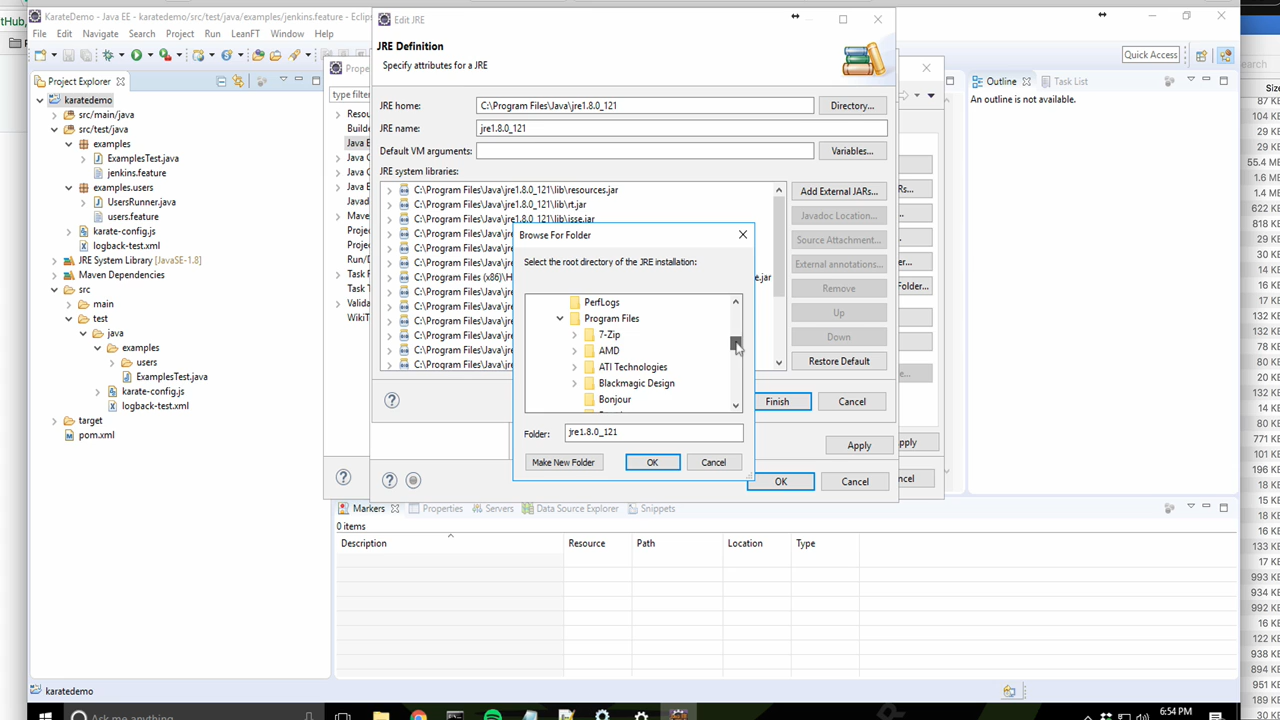 KarateDemo - Java EE - karatedemo/src/test/java/examples/jenkins.feature - Eclips
File Edit Navigate Search Project Run LeanFT Window Help
Quick Access
Project Explorer
karatedemo
src/main/java
src/test/java
examples
ExamplesTest.java
jenkins.feature
examples.users
UsersRunner.java
users.feature
karate-config.js
logback-test.xml
JRE System Library [JavaSE-1.8]
Maven Dependencies
src
main
test
java
examples
users
ExamplesTest.java
karate-config.js
logback-test.xml
target
pom.xml
Edit JRE
JRE Definition
Specify attributes for a JRE
JRE home: C:\Program Files\Java\jre1.8.0_121 Directory...
JRE name: jre1.8.0_121
Default VM arguments: Variables...
JRE system libraries:
C:\Program Files\Java\jre1.8.0_121\lib\resources.jar
C:\Program Files\Java\jre1.8.0_121\lib\rt.jar
C:\Program Files\Java\jre1.8.0_121\lib\jsse.jar
Add External JARs...
Javadoc Location...
Source Attachment...
External annotations...
Remove
Up
Down
Restore Default
Finish Cancel
Apply
OK Cancel
Browse For Folder
Select the root directory of the JRE installation:
PerfLogs
Program Files
7-Zip
AMD
ATI Technologies
Blackmagic Design
Bonjour
Folder: jre1.8.0_121
Make New Folder OK Cancel
type filter
Outline Task List
An outline is not available.
Markers Properties Servers Data Source Explorer Snippets
0 items
Description Resource Path Location Type
karatedemo
Ask me anything
6:54 PM